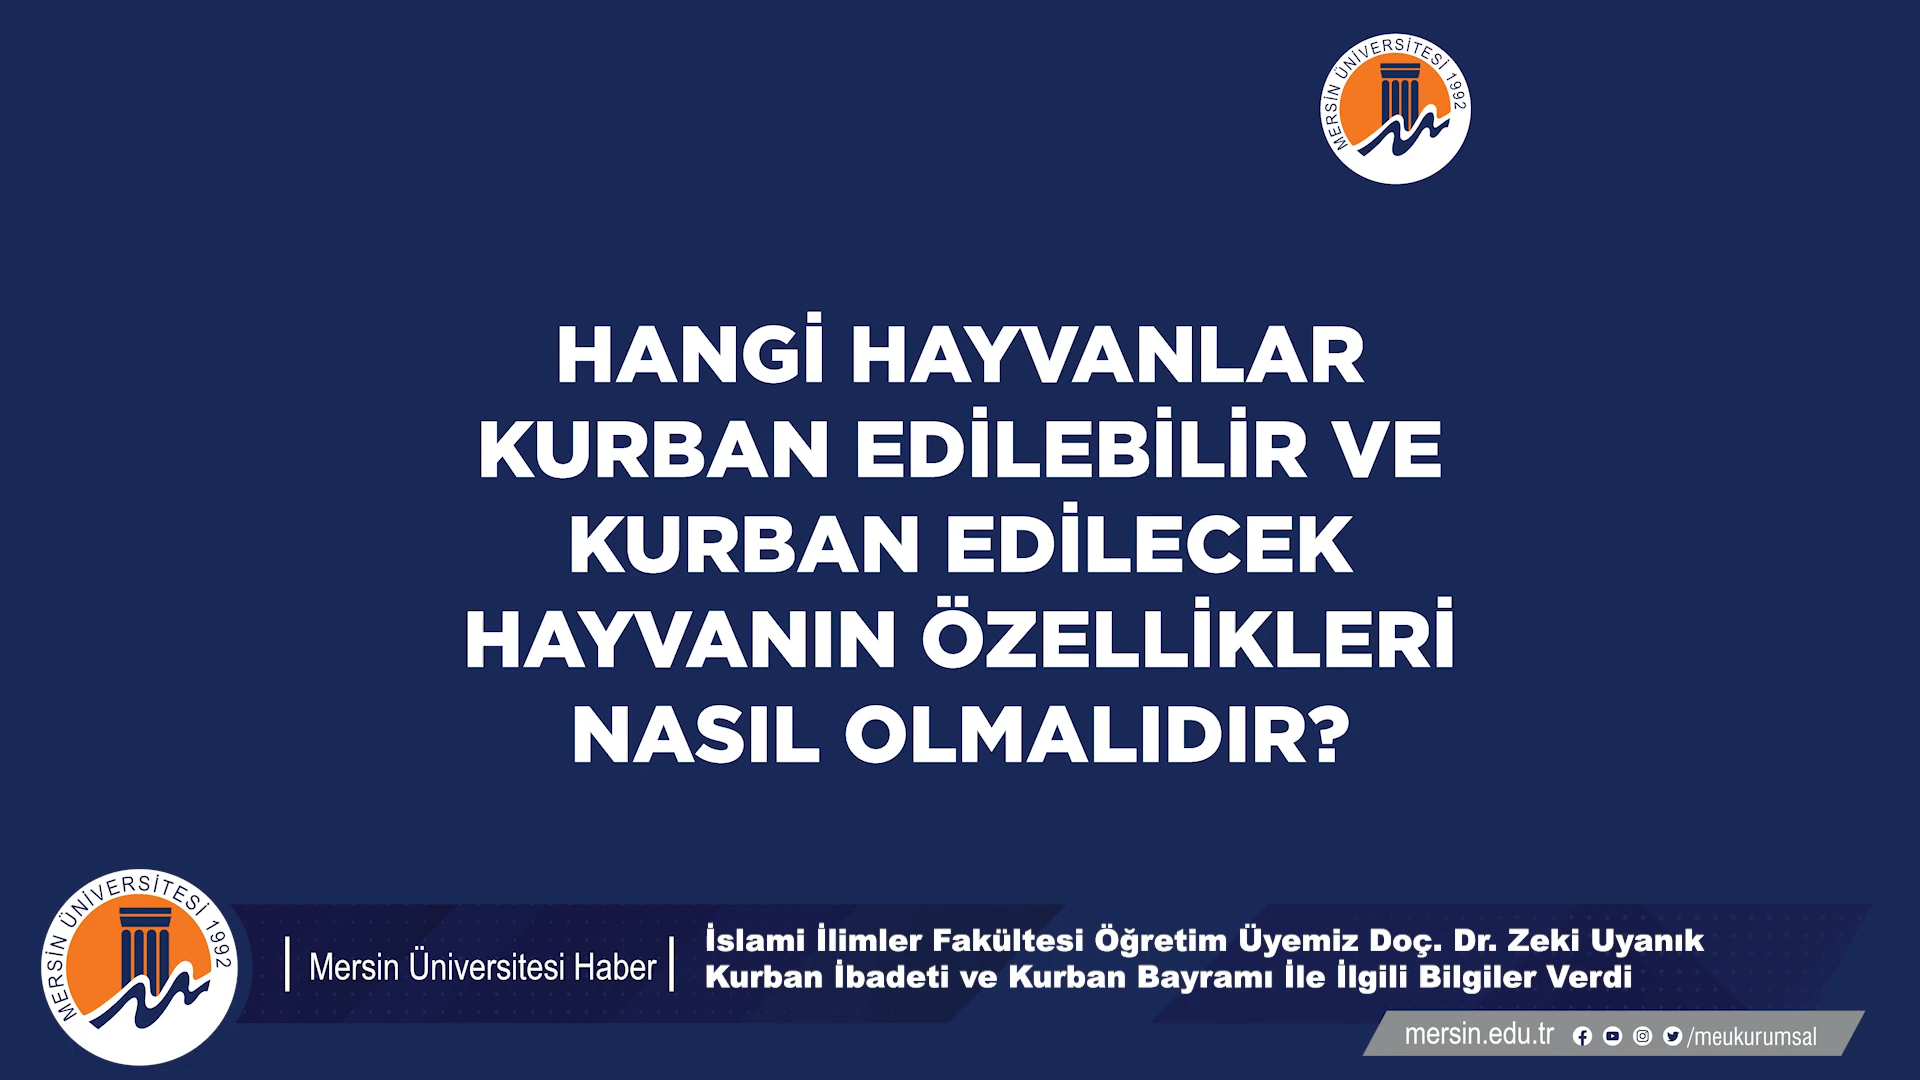 MERSİN ÜNİVERSİTESİ 1992
HANGİ HAYVANLAR
KURBAN EDİLEBİLİR VE
KURBAN EDİLECEK
HAYVANIN ÖZELLİKLERİ
NASIL OLMALIDIR?
MERSİN ÜNİVERSİTESİ 1992
Mersin Üniversitesi Haber
İslami İlimler Fakültesi Öğretim Üyemiz Doç. Dr. Zeki Uyanık
Kurban İbadeti ve Kurban Bayramı İle İlgili Bilgiler Verdi
mersin.edu.tr /meukurumsal